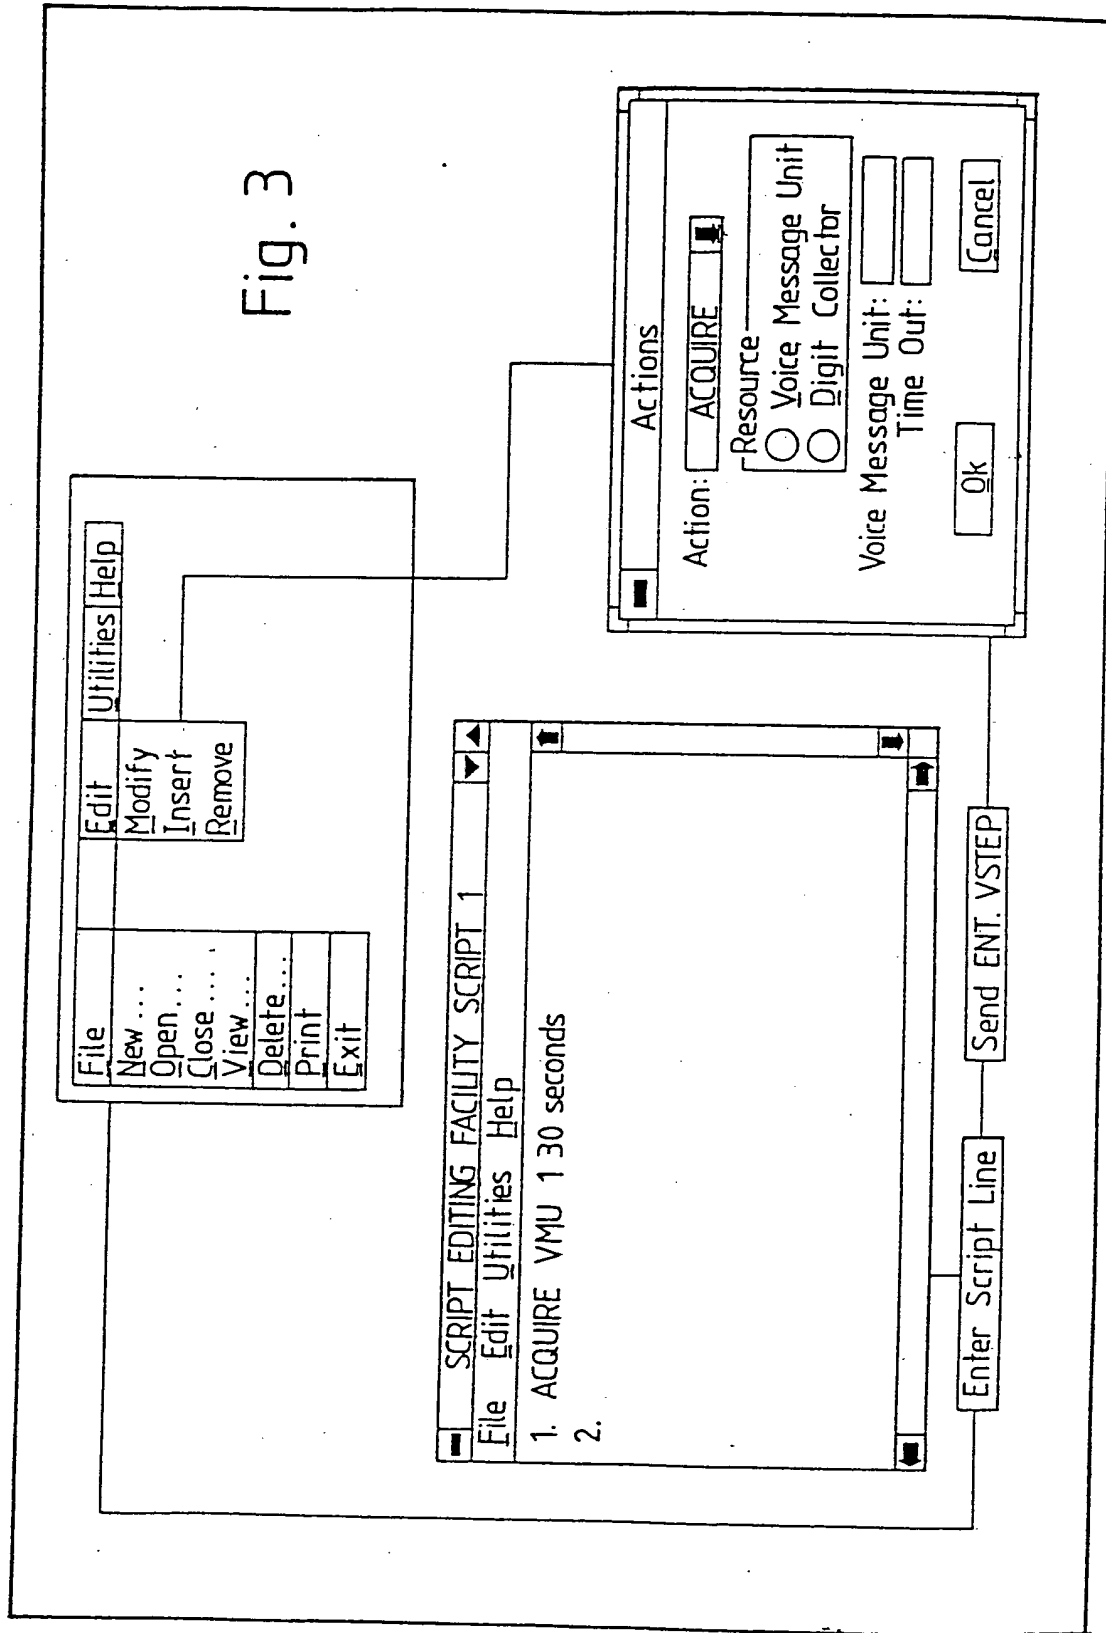 Fig. 3
File Edit Utilities Help
New...
Open...
Close....
View...
Delete...
Print
Exit
Modify
Insert
Remove
SCRIPT EDITING FACILITY SCRIPT 1
File Edit Utilities Help
1. ACQUIRE VMU 1 30 seconds
2.
Actions
Action: ACQUIRE
Resource
Voice Message Unit
Digit Collector
Voice Message Unit:
Time Out:
Ok Cancel
Enter Script Line
Send ENT. VSTEP